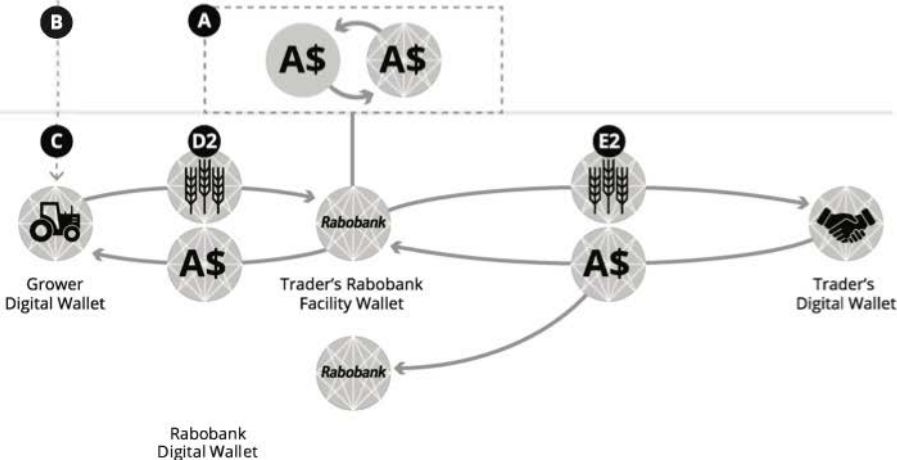 B
A
A$
A$
C
D2
E2
Rabobank
A$
A$
Grower
Digital Wallet
Trader's Rabobank
Facility Wallet
Trader's
Digital Wallet
Rabobank
Rabobank
Digital Wallet